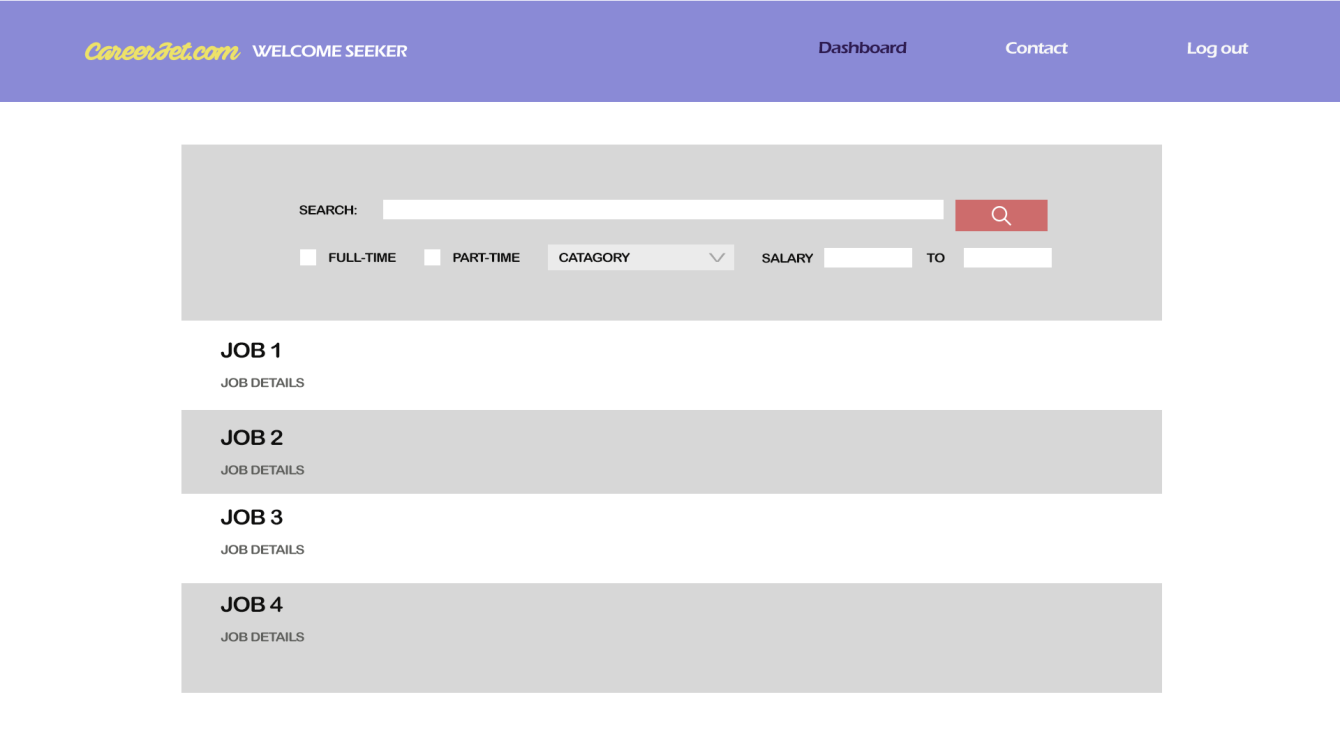 CareerJet.com WELCOME SEEKER Dashboard Contact Log out
SEARCH:
FULL-TIME PART-TIME CATAGORY SALARY TO
JOB 1
JOB DETAILS
JOB 2
JOB DETAILS
JOB 3
JOB DETAILS
JOB 4
JOB DETAILS